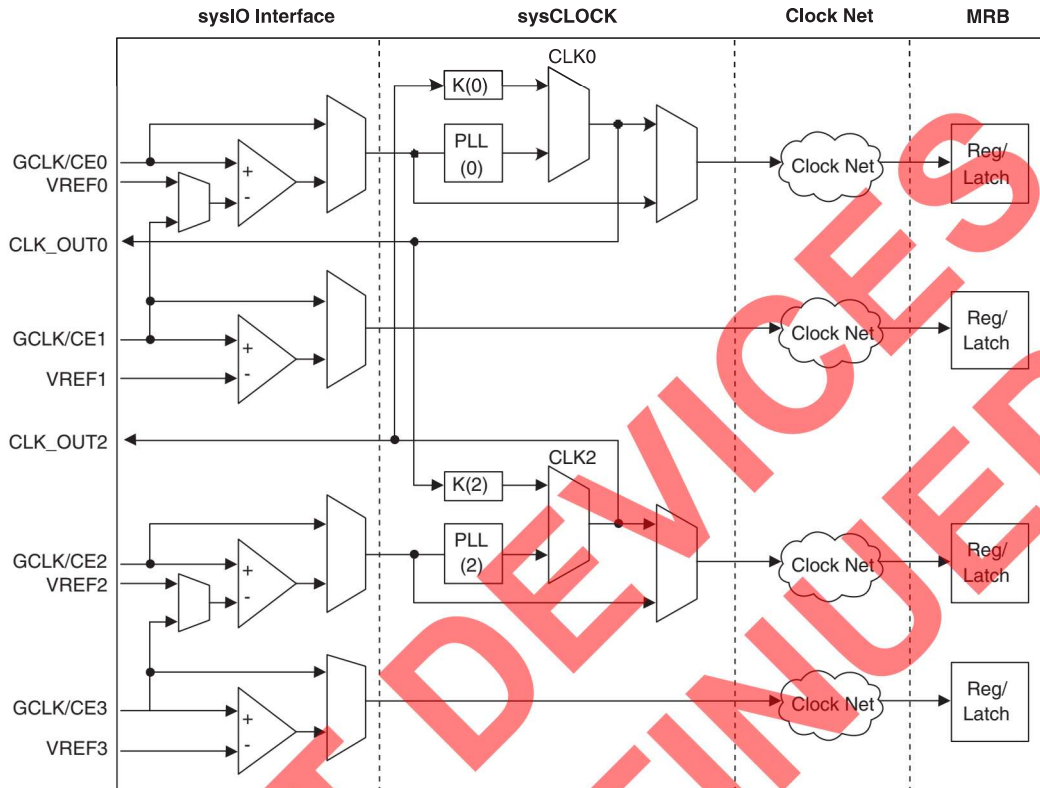 sysIO Interface
sysCLOCK
Clock Net
MRB
CLK0
K(0)
PLL
(0)
GCLK/CE0
VREF0
+
-
Clock Net
Reg/
Latch
CLK_OUT0
GCLK/CE1
VREF1
+
-
Clock Net
Reg/
Latch
CLK_OUT2
CLK2
K(2)
PLL
(2)
GCLK/CE2
VREF2
+
-
Clock Net
Reg/
Latch
GCLK/CE3
VREF3
+
-
Clock Net
Reg/
Latch
T DEVICES
INUED